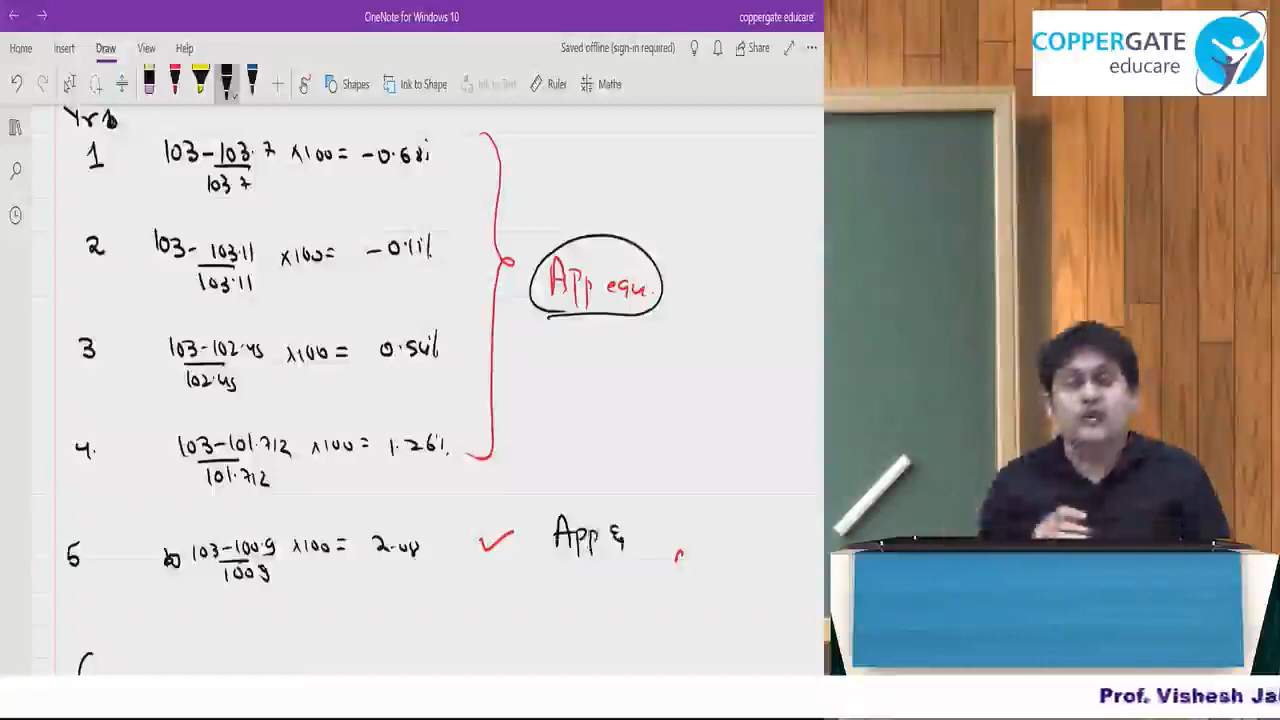 OneNote for Windows 10
coppergate educare
Home Insert Draw View Help
Saved offline (sign-in required)
Share
Shapes
Ink to Shape
Ink to Text
Ruler
Maths
COPPERGATE
educare
Yrs
1 103-103.7 x100= -0.68%
103.7
2 103-103.11 x100= -0.11%
103.11
3 103-102.45 x100= 0.54%
102.45
App equ.
4. 103-101.712 x100= 1.26%
101.712
5 103-100.9 x100= 2.08 App &
100.9
Prof. Vishesh Jai